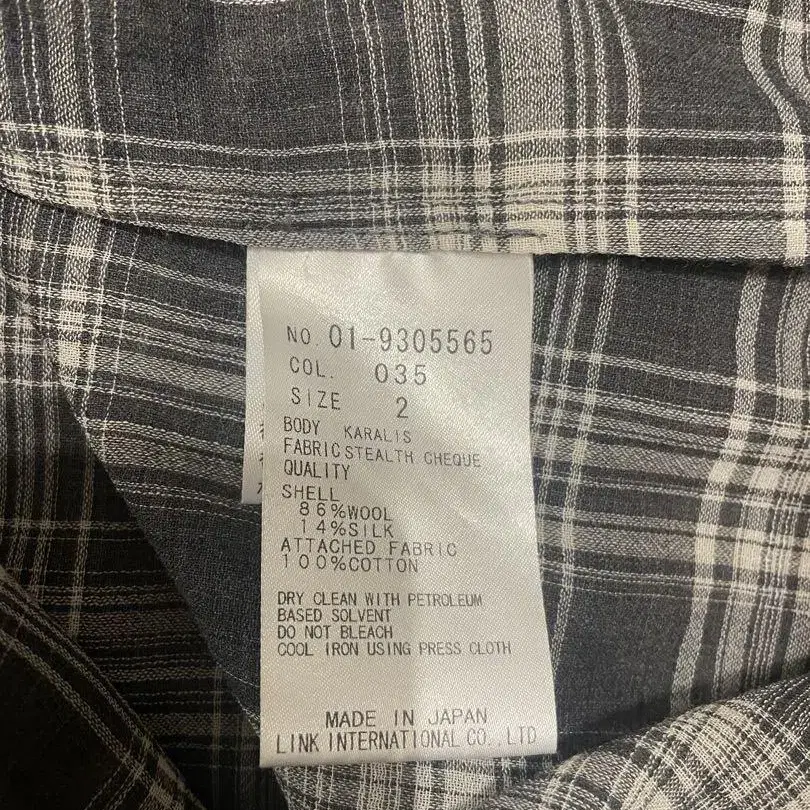 NO. 01-9305565
COL. 035
SIZE 2
BODY KARALIS
FABRIC STEALTH CHEQUE
QUALITY
SHELL
86%WOOL
14%SILK
ATTACHED FABRIC
100%COTTON
DRY CLEAN WITH PETROLEUM
BASED SOLVENT
DO NOT BLEACH
COOL IRON USING PRESS CLOTH
MADE IN JAPAN
LINK INTERNATIONAL CO.,LTD